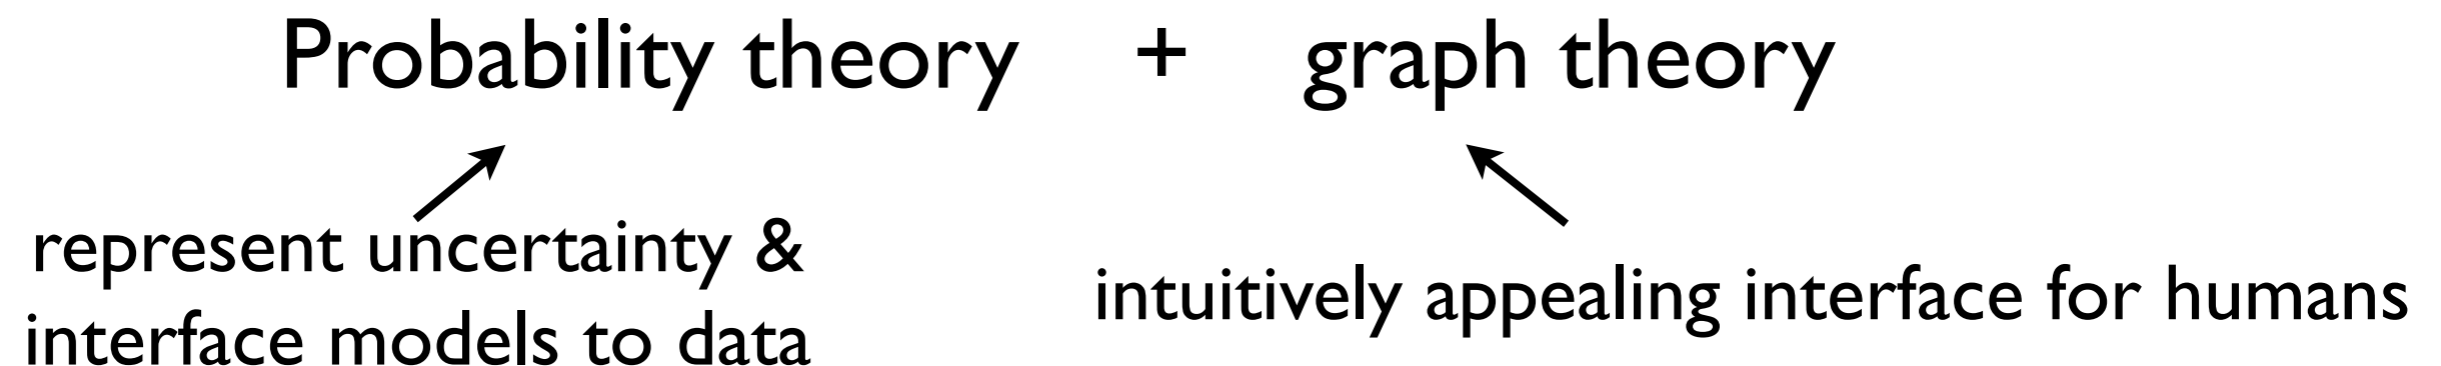 Probability theory + graph theory
represent uncertainty &
interface models to data
intuitively appealing interface for humans